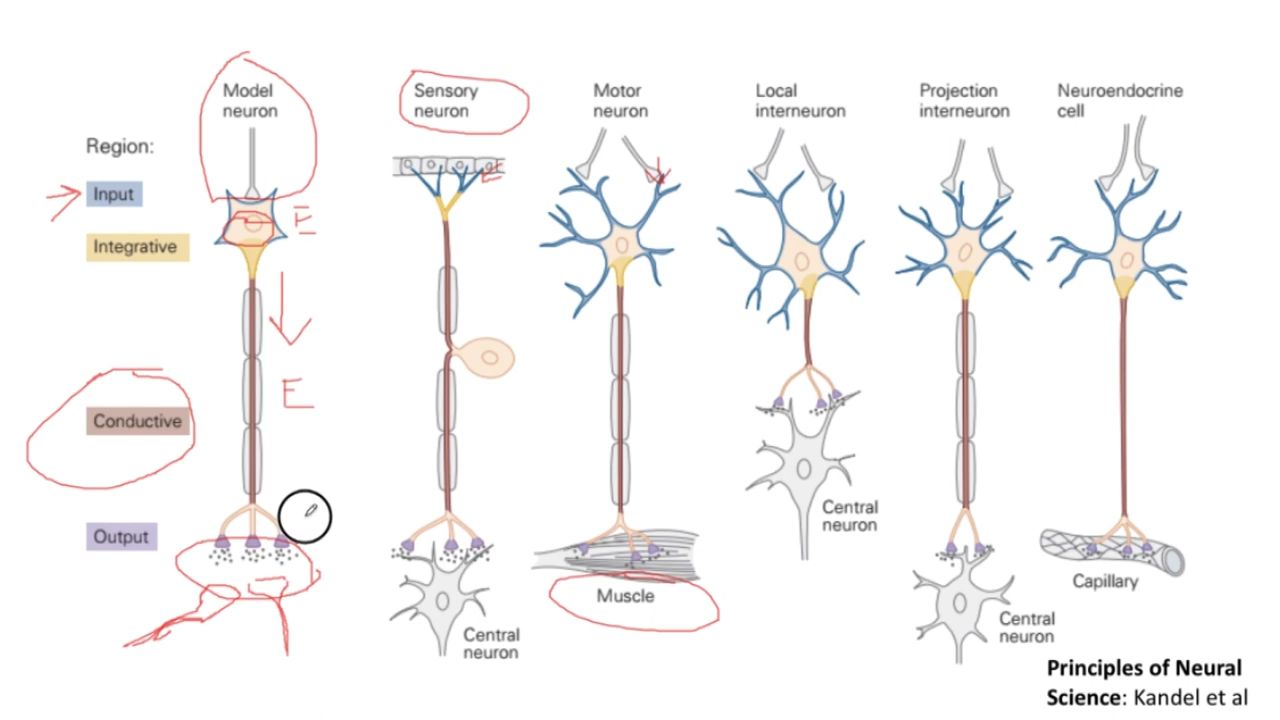 Model
neuron
Sensory
neuron
Motor
neuron
Local
interneuron
Projection
interneuron
Neuroendocrine
cell
Region:
Input
E
Integrative
E
Conductive
Output
Central
neuron
Muscle
Central
neuron
Capillary
Central
neuron
Principles of Neural
Science: Kandel et al